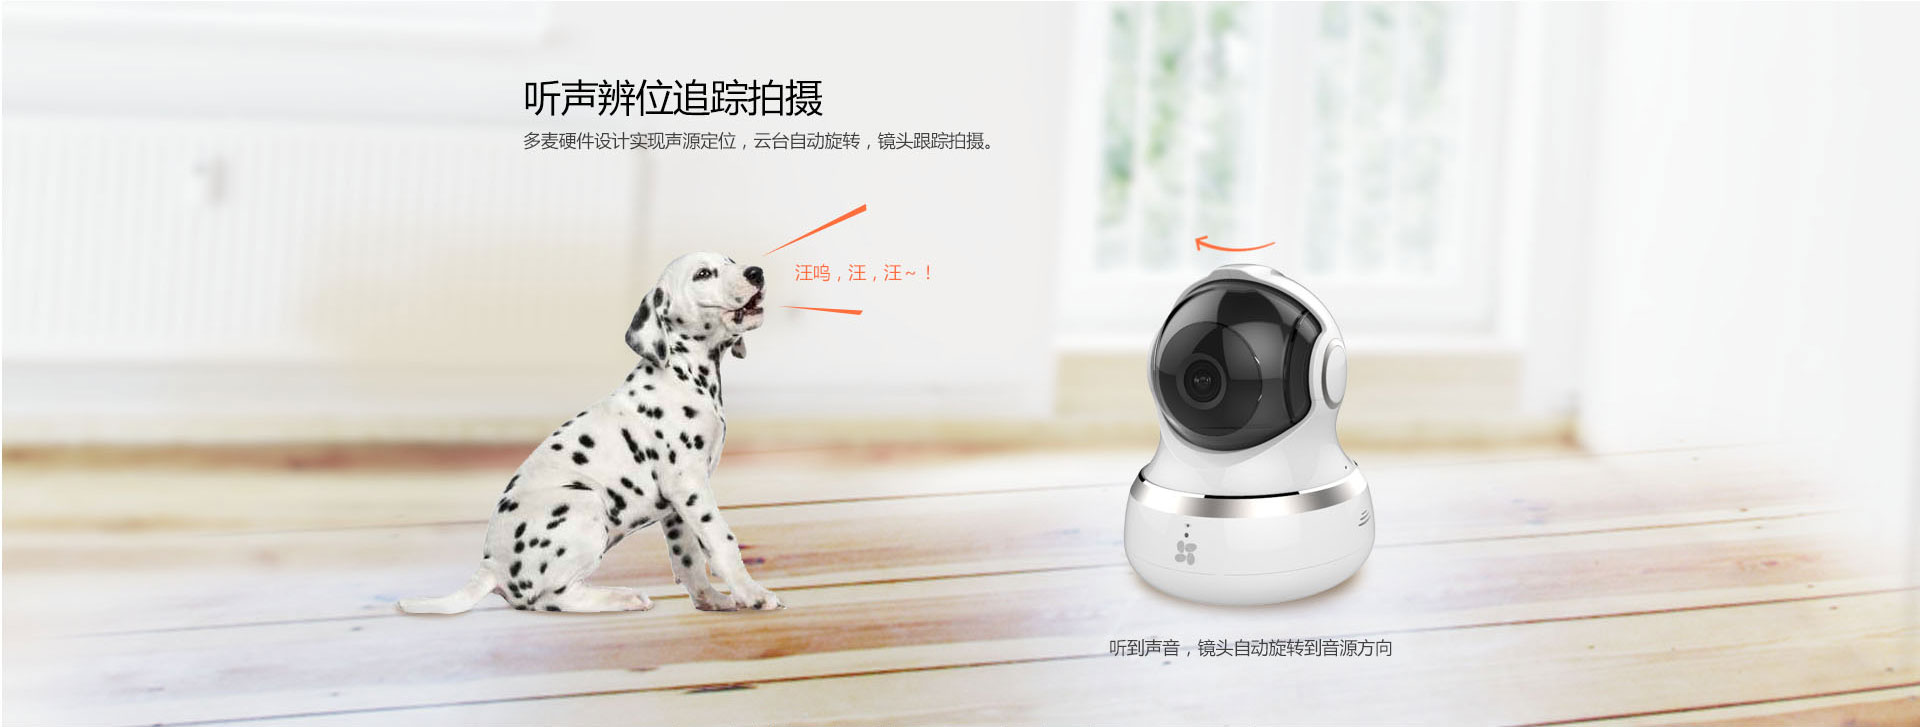 听声辨位追踪拍摄
多麦硬件设计实现声源定位，云台自动旋转，镜头跟踪拍摄。
汪呜，汪，汪～！
听到声音，镜头自动旋转到音源方向